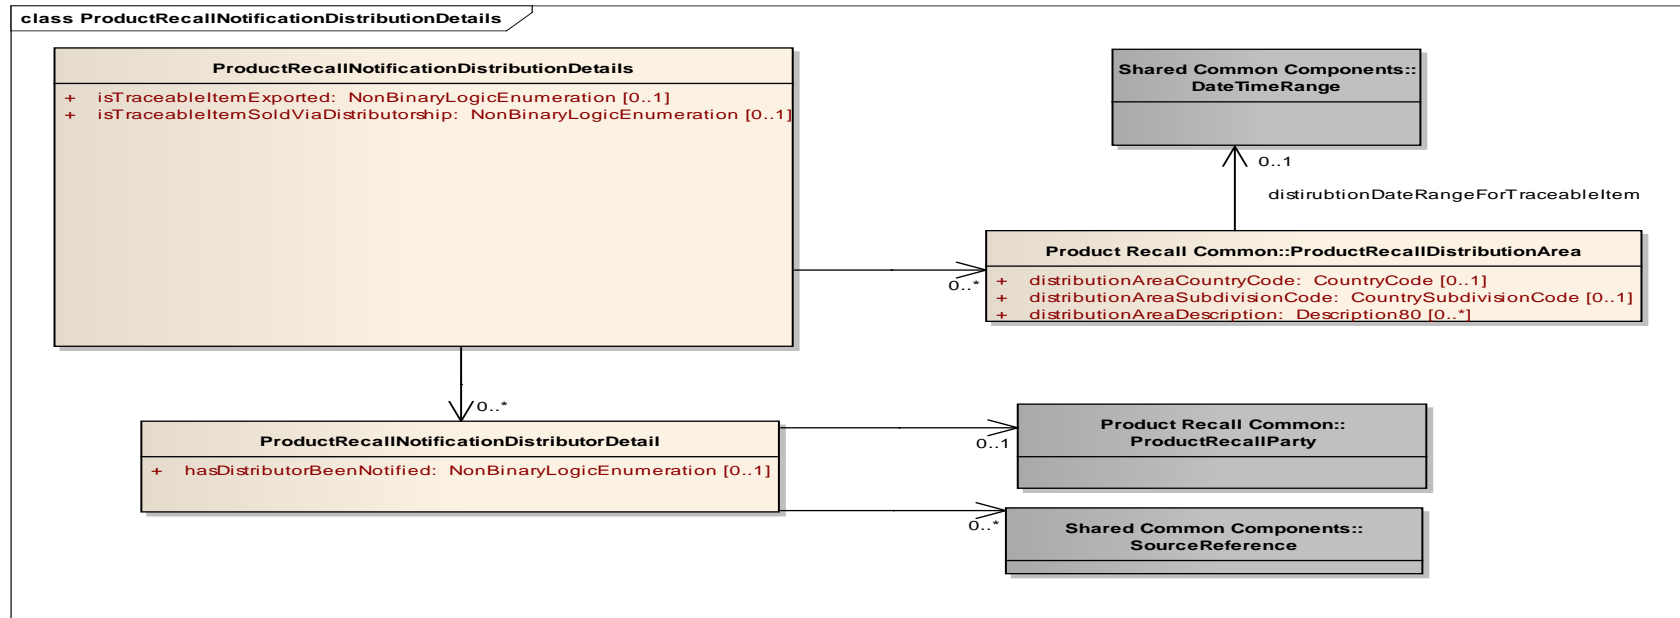 class ProductRecallNotificationDistributionDetails
ProductRecallNotificationDistributionDetails
+ isTraceableItemExported: NonBinaryLogicEnumeration [0..1]
+ isTraceableItemSoldViaDistributorship: NonBinaryLogicEnumeration [0..1]
Shared Common Components::
DateTimeRange
0..1
distirubtionDateRangeForTraceableItem
Product Recall Common::ProductRecallDistributionArea
+ distributionAreaCountryCode: CountryCode [0..1]
+ distributionAreaSubdivisionCode: CountrySubdivisionCode [0..1]
+ distributionAreaDescription: Description80 [0..*]
0..*
0..*
ProductRecallNotificationDistributorDetail
+ hasDistributorBeenNotified: NonBinaryLogicEnumeration [0..1]
Product Recall Common::
ProductRecallParty
0..1
Shared Common Components::
SourceReference
0..*